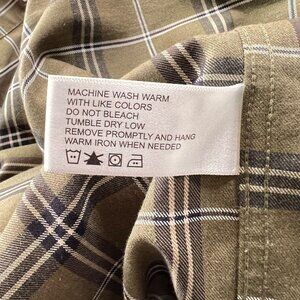 MACHINE WASH WARM
WITH LIKE COLORS
DO NOT BLEACH
TUMBLE DRY LOW
REMOVE PROMPTLY AND HANG
WARM IRON WHEN NEEDED